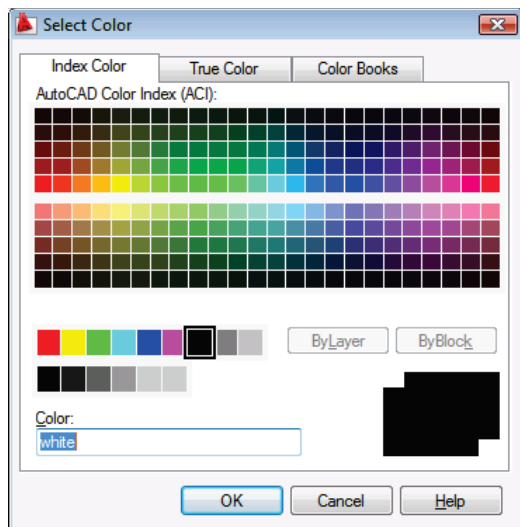 Select Color
Index Color
True Color
Color Books
AutoCAD Color Index (ACI):
ByLayer
ByBlock
Color:
white
OK
Cancel
Help